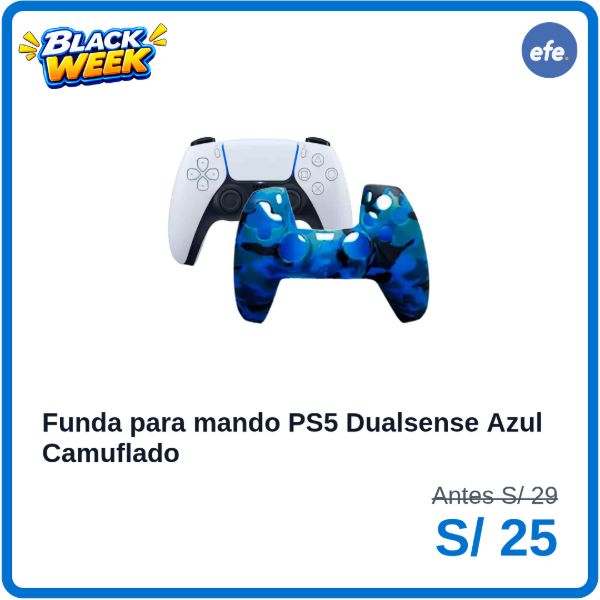 BLACK
WEEK
efe.
Funda para mando PS5 Dualsense Azul
Camuflado
Antes S/ 29
S/ 25